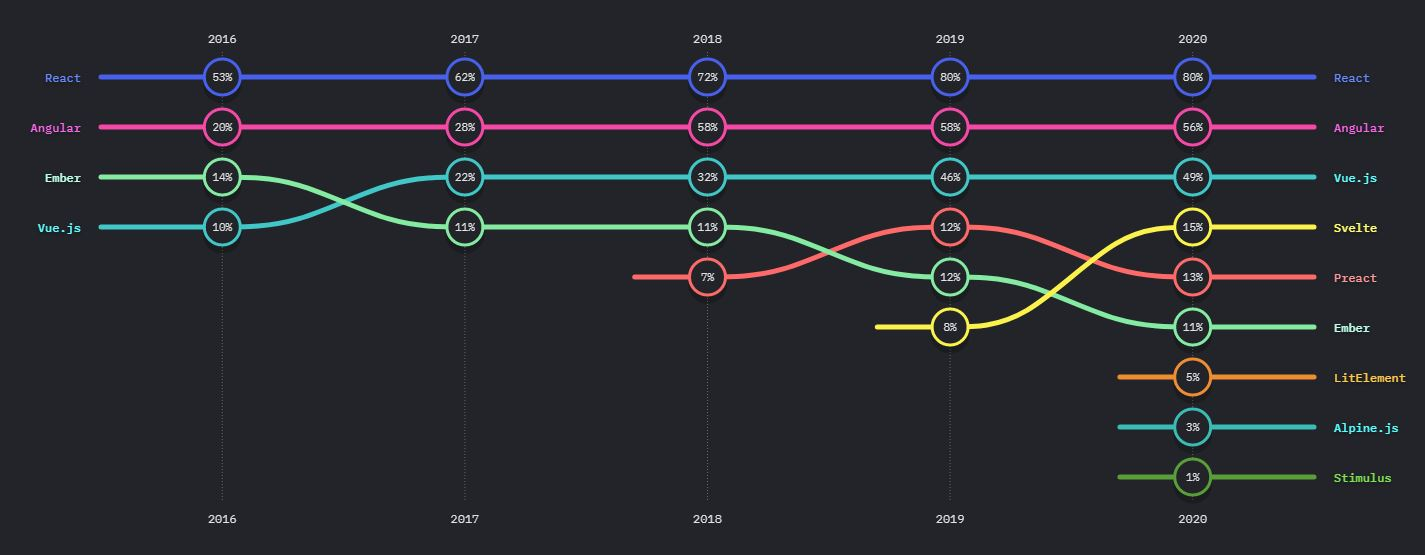 2016 2017 2018 2019 2020
React 53% 62% 72% 80% 80% React
Angular 20% 28% 58% 58% 56% Angular
Ember 14% 22% 32% 46% 49% Vue.js
Vue.js 10% 11% 11% 12% 15% Svelte
7% 12% 13% Preact
8% 11% Ember
5% LitElement
3% Alpine.js
1% Stimulus
2016 2017 2018 2019 2020